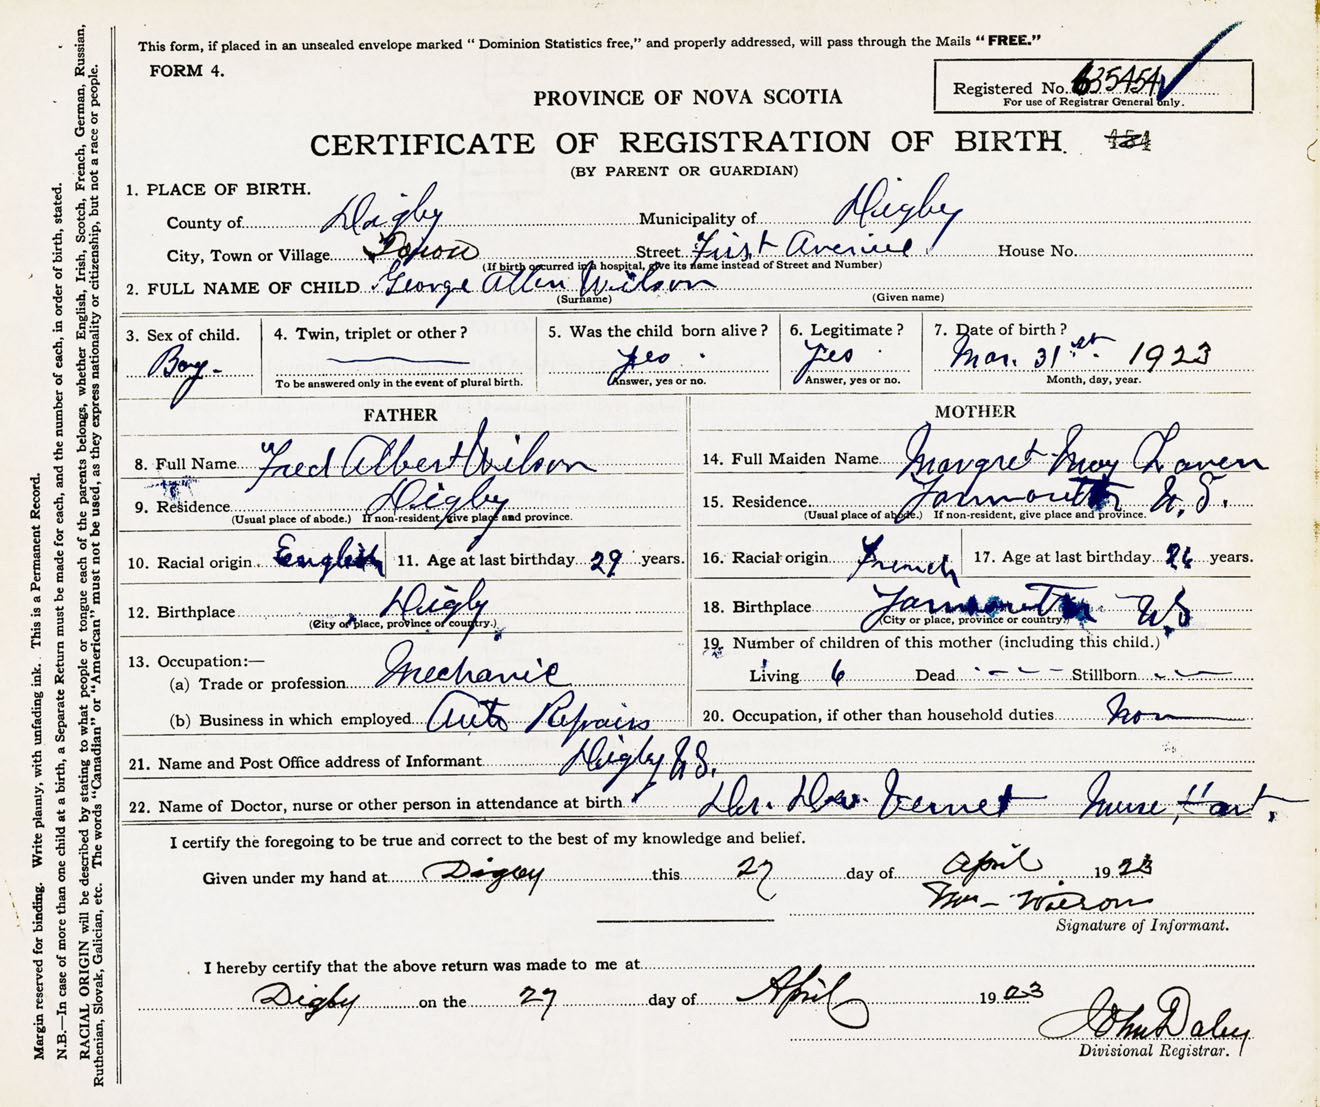 This form, if placed in an unsealed envelope marked “Dominion Statistics free,” and properly addressed, will pass through the Mails “FREE.”
FORM 4.
Registered No. 635454
For use of Registrar General only.
PROVINCE OF NOVA SCOTIA
CERTIFICATE OF REGISTRATION OF BIRTH.
(BY PARENT OR GUARDIAN)
1. PLACE OF BIRTH.
County of Digby Municipality of Digby
City, Town or Village Town Street First Avenue House No.
(If birth occurred in a hospital, give its name instead of Street and Number)
2. FULL NAME OF CHILD George Allen Wilson
(Surname) (Given name)
3. Sex of child. 4. Twin, triplet or other? 5. Was the child born alive? 6. Legitimate? 7. Date of birth?
Boy. Yes Yes Mar. 31st. 1923
To be answered only in the event of plural birth. Answer, yes or no. Answer, yes or no. Month, day, year.
FATHER
8. Full Name Fred Albert Wilson
9. Residence Digby
(Usual place of abode.) If non-resident, give place and province.
10. Racial origin English 11. Age at last birthday 29 years.
12. Birthplace Digby
(City or place, province or country.)
13. Occupation:—
(a) Trade or profession Mechanic
(b) Business in which employed Auto Repairs
MOTHER
14. Full Maiden Name Margret May
15. Residence Yarmouth N.S.
(Usual place of abode.) If non-resident, give place and province.
16. Racial origin French 17. Age at last birthday 26 years.
18. Birthplace Yarmouth NS
(City or place, province or country.)
19. Number of children of this mother (including this child.)
Living 6 Dead Stillborn
20. Occupation, if other than household duties Non
21. Name and Post Office address of Informant Digby N.S.
22. Name of Doctor, nurse or other person in attendance at birth Dr. Vernet Nurse, Hart.
I certify the foregoing to be true and correct to the best of my knowledge and belief.
Given under my hand at Digby this 27 day of April 1923
Mrs Wilson
Signature of Informant.
I hereby certify that the above return was made to me at
Digby on the 27 day of April 1923
John Daley
Divisional Registrar.
Margin reserved for binding. Write plainly, with unfading ink. This is a Permanent Record.
N.B.—In case of more than one child at a birth, a Separate Return must be made for each, and the number of each, in order of birth, stated.
RACIAL ORIGIN will be described by stating to what people or tongue each of the parents belongs, whether English, Irish, Scotch, French, German, Russian,
Ruthenian, Slovak, Galician, etc. The words “Canadian” or “American” must not be used, as they express nationality or citizenship, but not a race or people.